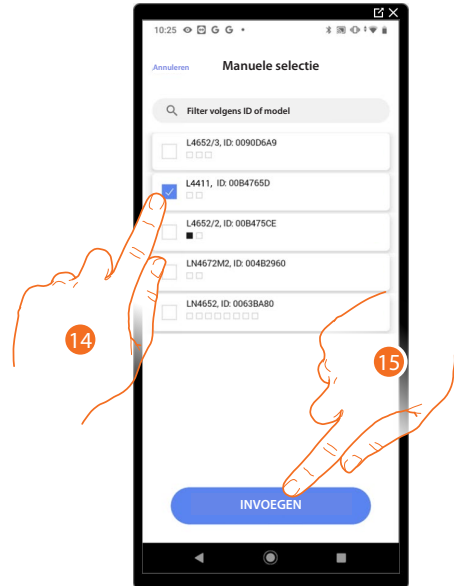 10:25 G G
Annuleren Manuele selectie
Filter volgens ID of model
L4652/3, ID: 0090D6A9
L4411, ID: 00B4765D
L4652/2, ID: 00B475CE
LN4672M2, ID: 004B2960
LN4652, ID: 0063BA80
14
15
INVOEGEN